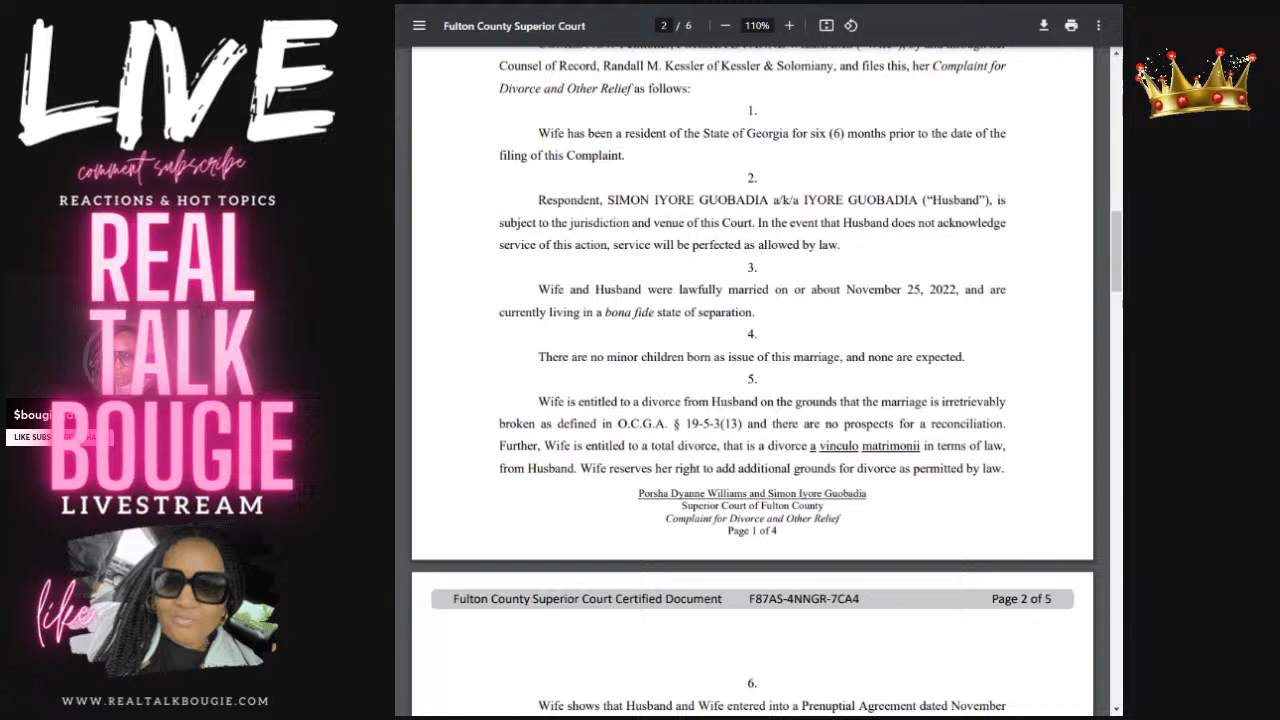 LIVE
comment subscribe
REACTIONS & HOT TOPICS
REAL
TALK
BOUGIE
$bougi
LIKE SUBS
LIVESTREAM
like
WWW.REALTALKBOUGIE.COM
Fulton County Superior Court
2 / 6
110%
Counsel of Record, Randall M. Kessler of Kessler & Solomiany, and files this, her Complaint for
Divorce and Other Relief as follows:
1.
Wife has been a resident of the State of Georgia for six (6) months prior to the date of the
filing of this Complaint.
2.
Respondent, SIMON IYORE GUOBADIA a/k/a IYORE GUOBADIA (“Husband”), is
subject to the jurisdiction and venue of this Court. In the event that Husband does not acknowledge
service of this action, service will be perfected as allowed by law.
3.
Wife and Husband were lawfully married on or about November 25, 2022, and are
currently living in a bona fide state of separation.
4.
There are no minor children born as issue of this marriage, and none are expected.
5.
Wife is entitled to a divorce from Husband on the grounds that the marriage is irretrievably
broken as defined in O.C.G.A. § 19-5-3(13) and there are no prospects for a reconciliation.
Further, Wife is entitled to a total divorce, that is a divorce a vinculo matrimonii in terms of law,
from Husband. Wife reserves her right to add additional grounds for divorce as permitted by law.
Porsha Dyanne Williams and Simon Iyore Guobadia
Superior Court of Fulton County
Complaint for Divorce and Other Relief
Page 1 of 4
Fulton County Superior Court Certified Document F87AS-4NNGR-7CA4 Page 2 of 5
6.
Wife shows that Husband and Wife entered into a Prenuptial Agreement dated November